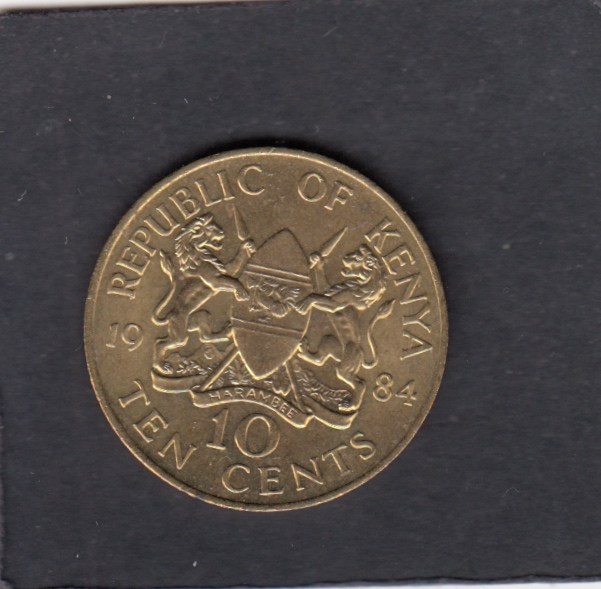 REPUBLIC OF KENYA
19 84
HARAMBEE
10
TEN CENTS